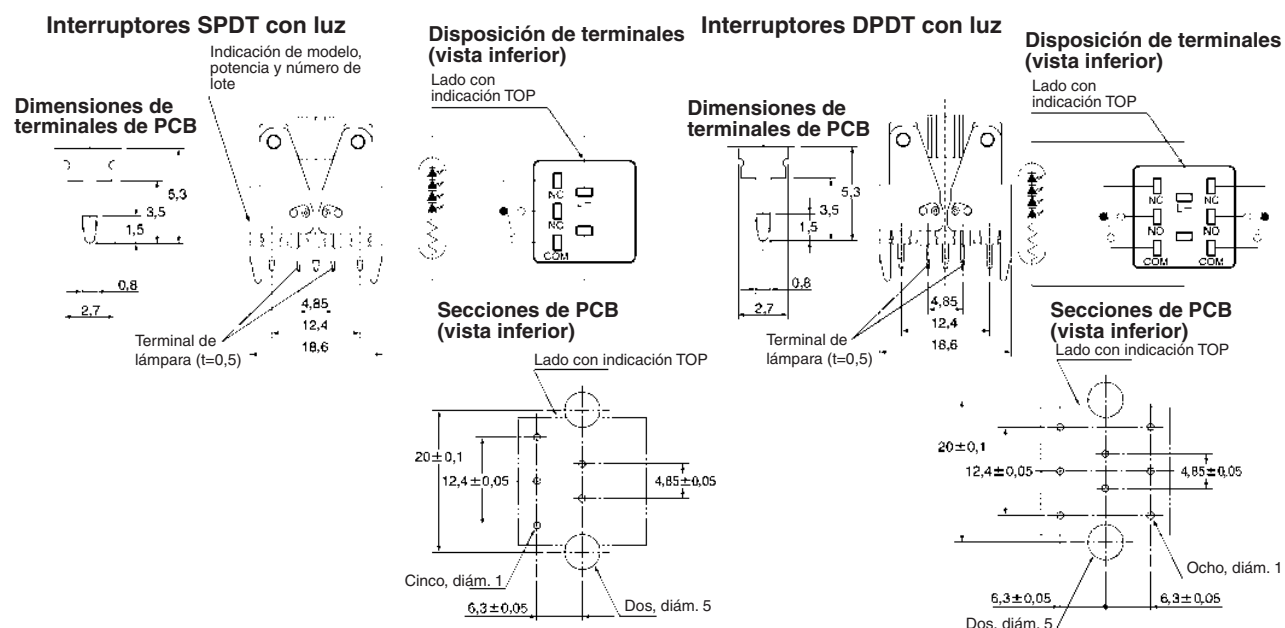 Interruptores SPDT con luz
Indicación de modelo,
potencia y número de
lote
Dimensiones de
terminales de PCB
5,3
3,5
1,5
0,8
2,7
4,85
12,4
18,6
Terminal de
lámpara (t=0,5)
Disposición de terminales
(vista inferior)
Lado con
indicación TOP
NC
NO
COM
Secciones de PCB
(vista inferior)
Lado con indicación TOP
20±0,1
12,4±0,05
4,85±0,05
Cinco, diám. 1
6,3±0,05
Dos, diám. 5
Interruptores DPDT con luz
Dimensiones de
terminales de PCB
5,3
3,5
1,5
0,8
2,7
4,85
12,4
18,6
Terminal de
lámpara (t=0,5)
Disposición de terminales
(vista inferior)
Lado con
indicación TOP
NC
NC
L−
NO
NO
COM
COM
Secciones de PCB
(vista inferior)
Lado con indicación TOP
20±0,1
12,4±0,05
4,85±0,05
Ocho, diám. 1
6,3±0,05
6,3±0,05
Dos, diám. 5